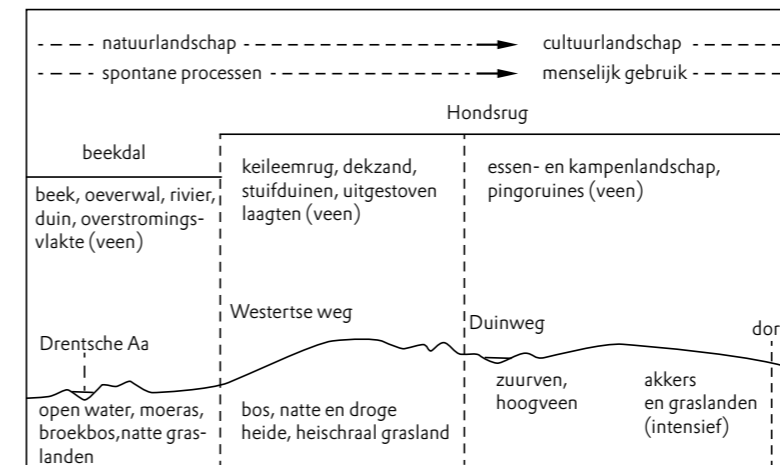 natuurlandschap cultuurlandschap
spontane processen menselijk gebruik
Hondsrug
beekdal
beek, oeverwal, rivier,
duin, overstromings-
vlakte (veen)
keileemrug, dekzand,
stuifduinen, uitgestoven
laagten (veen)
essen- en kampenlandschap,
pingoruines (veen)
Westertse weg
Duinweg
Drentsche Aa
dor
open water, moeras,
broekbos,natte gras-
landen
bos, natte en droge
heide, heischraal grasland
zuurven,
hoogveen
akkers
en graslanden
(intensief)